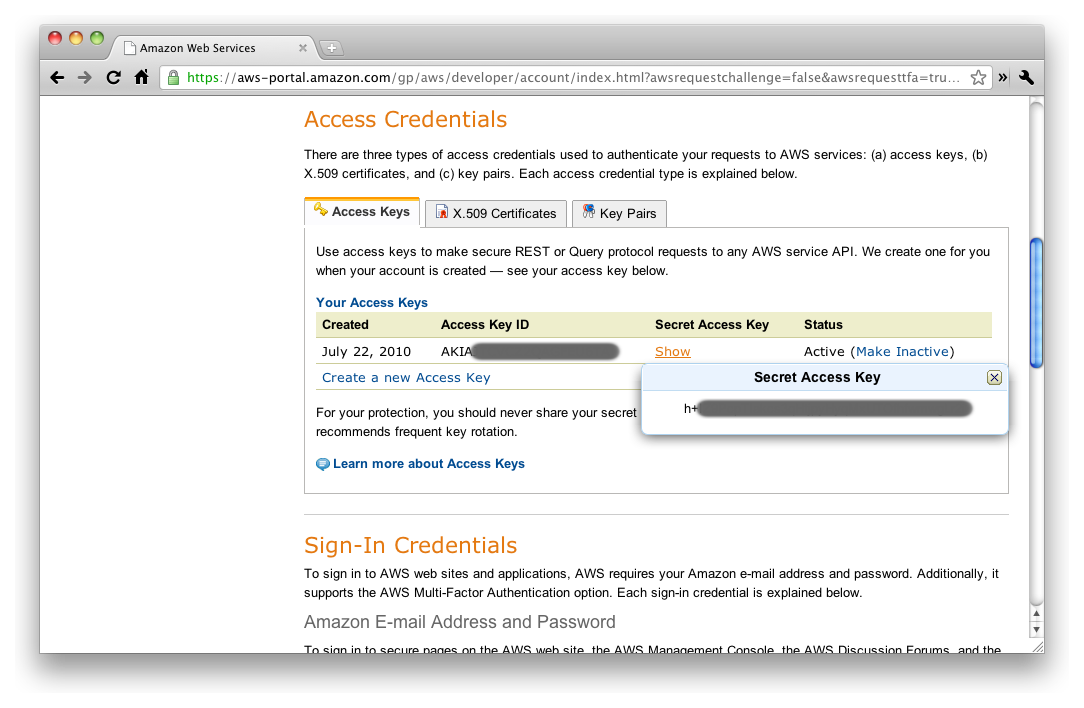 Amazon Web Services
https://aws-portal.amazon.com/gp/aws/developer/account/index.html?awsrequestchallenge=false&awsrequesttfa=tru...
Access Credentials
There are three types of access credentials used to authenticate your requests to AWS services: (a) access keys, (b)
X.509 certificates, and (c) key pairs. Each access credential type is explained below.
Access Keys X.509 Certificates Key Pairs
Use access keys to make secure REST or Query protocol requests to any AWS service API. We create one for you
when your account is created — see your access key below.
Your Access Keys
Created Access Key ID Secret Access Key Status
July 22, 2010 AKIA Show Active (Make Inactive)
Create a new Access Key
Secret Access Key
h+
For your protection, you should never share your secret
recommends frequent key rotation.
Learn more about Access Keys
Sign-In Credentials
To sign in to AWS web sites and applications, AWS requires your Amazon e-mail address and password. Additionally, it
supports the AWS Multi-Factor Authentication option. Each sign-in credential is explained below.
Amazon E-mail Address and Password
To sign in to secure pages on the AWS web site, the AWS Management Console, the AWS Discussion Forums, and the